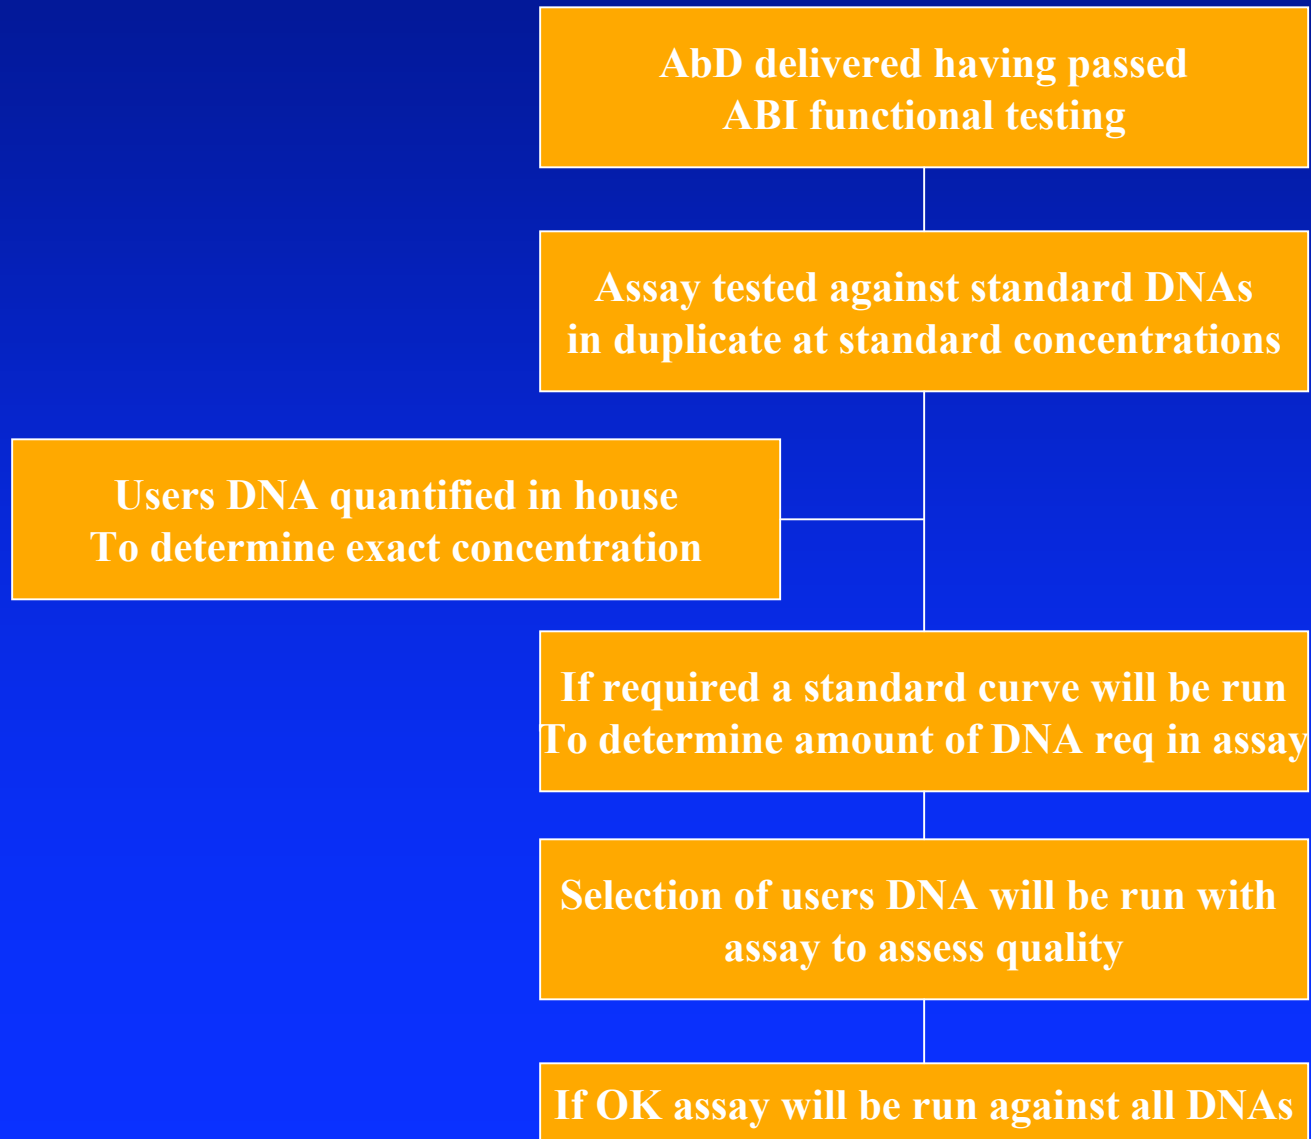 AbD delivered having passed
ABI functional testing
Assay tested against standard DNAs
in duplicate at standard concentrations
Users DNA quantified in house
To determine exact concentration
If required a standard curve will be run
To determine amount of DNA req in assay
Selection of users DNA will be run with
assay to assess quality
If OK assay will be run against all DNAs